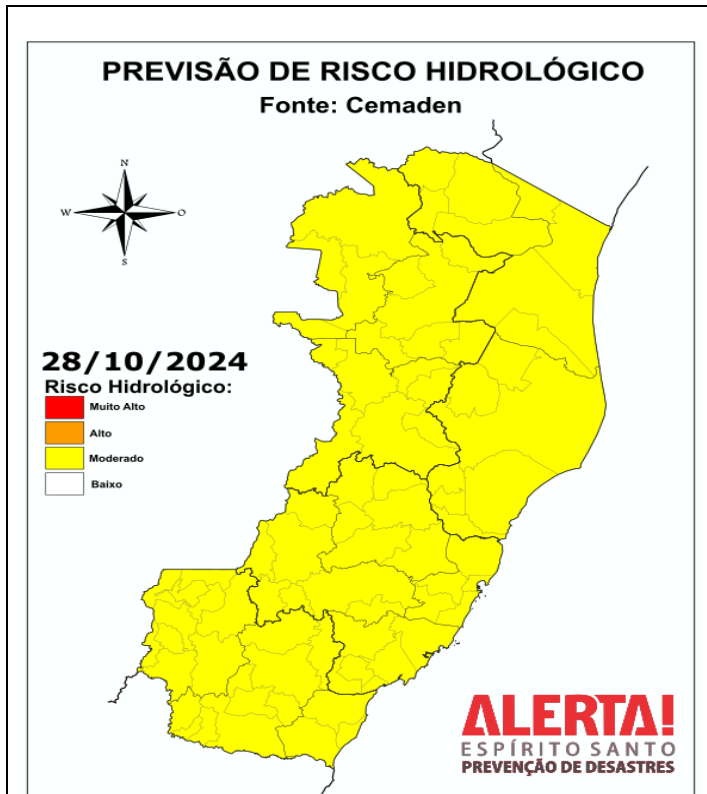 PREVISÃO DE RISCO HIDROLÓGICO
Fonte: Cemaden
N
W
O
S
28/10/2024
Risco Hidrológico:
Muito Alto
Alto
Moderado
Baixo
ALERTA!
ESPÍRITO SANTO
PREVENÇÃO DE DESASTRES